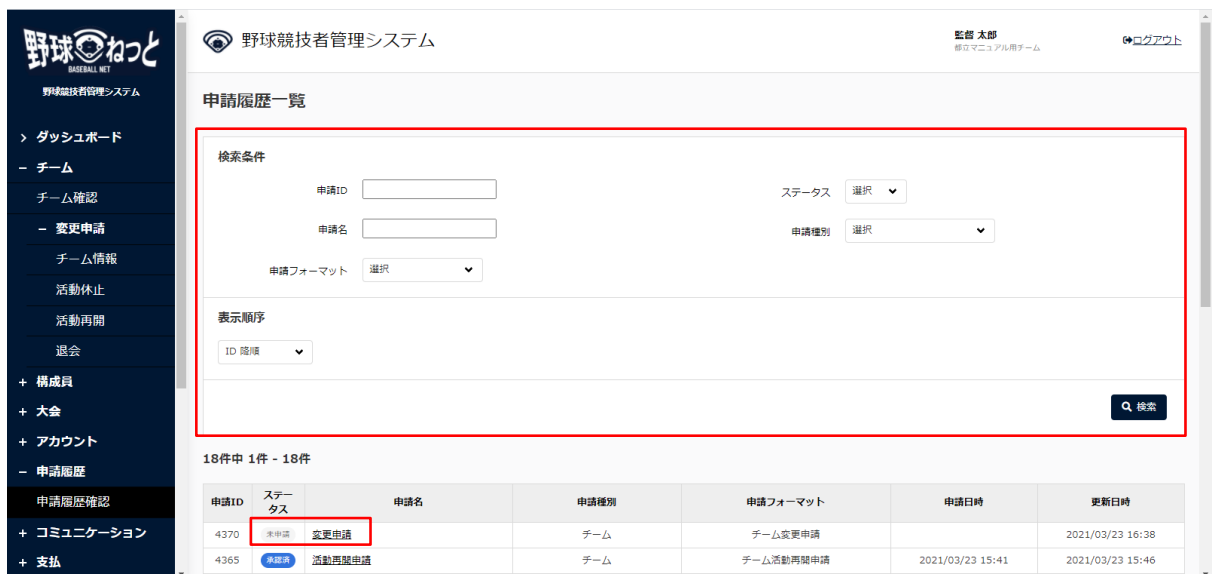 野球ねっと
BASEBALL NET
野球競技者管理システム
> ダッシュボード
− チーム
チーム確認
− 変更申請
チーム情報
活動休止
活動再開
退会
+ 構成員
+ 大会
+ アカウント
− 申請履歴
申請履歴確認
+ コミュニケーション
+ 支払
野球競技者管理システム
監督 太郎
都立マニュアル用チーム
ログアウト
申請履歴一覧
検索条件
申請ID
ステータス 選択
申請名
申請種別 選択
申請フォーマット 選択
表示順序
ID 降順
検索
18件中 1件 - 18件
申請ID ステータス 申請名 申請種別 申請フォーマット 申請日時 更新日時
4370 未申請 変更申請 チーム チーム変更申請 2021/03/23 16:38
4365 承認済 活動再開申請 チーム チーム活動再開申請 2021/03/23 15:41 2021/03/23 15:46